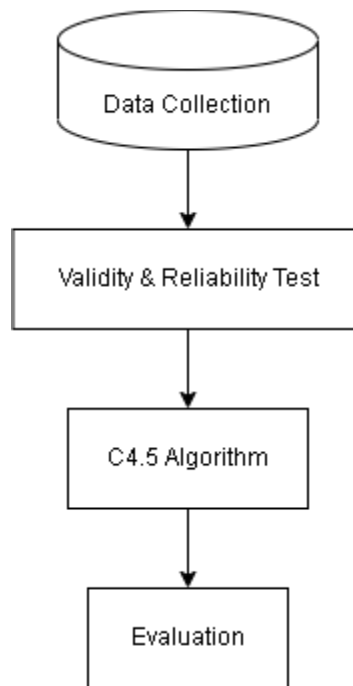 Data Collection
Validity & Reliability Test
C4.5 Algorithm
Evaluation